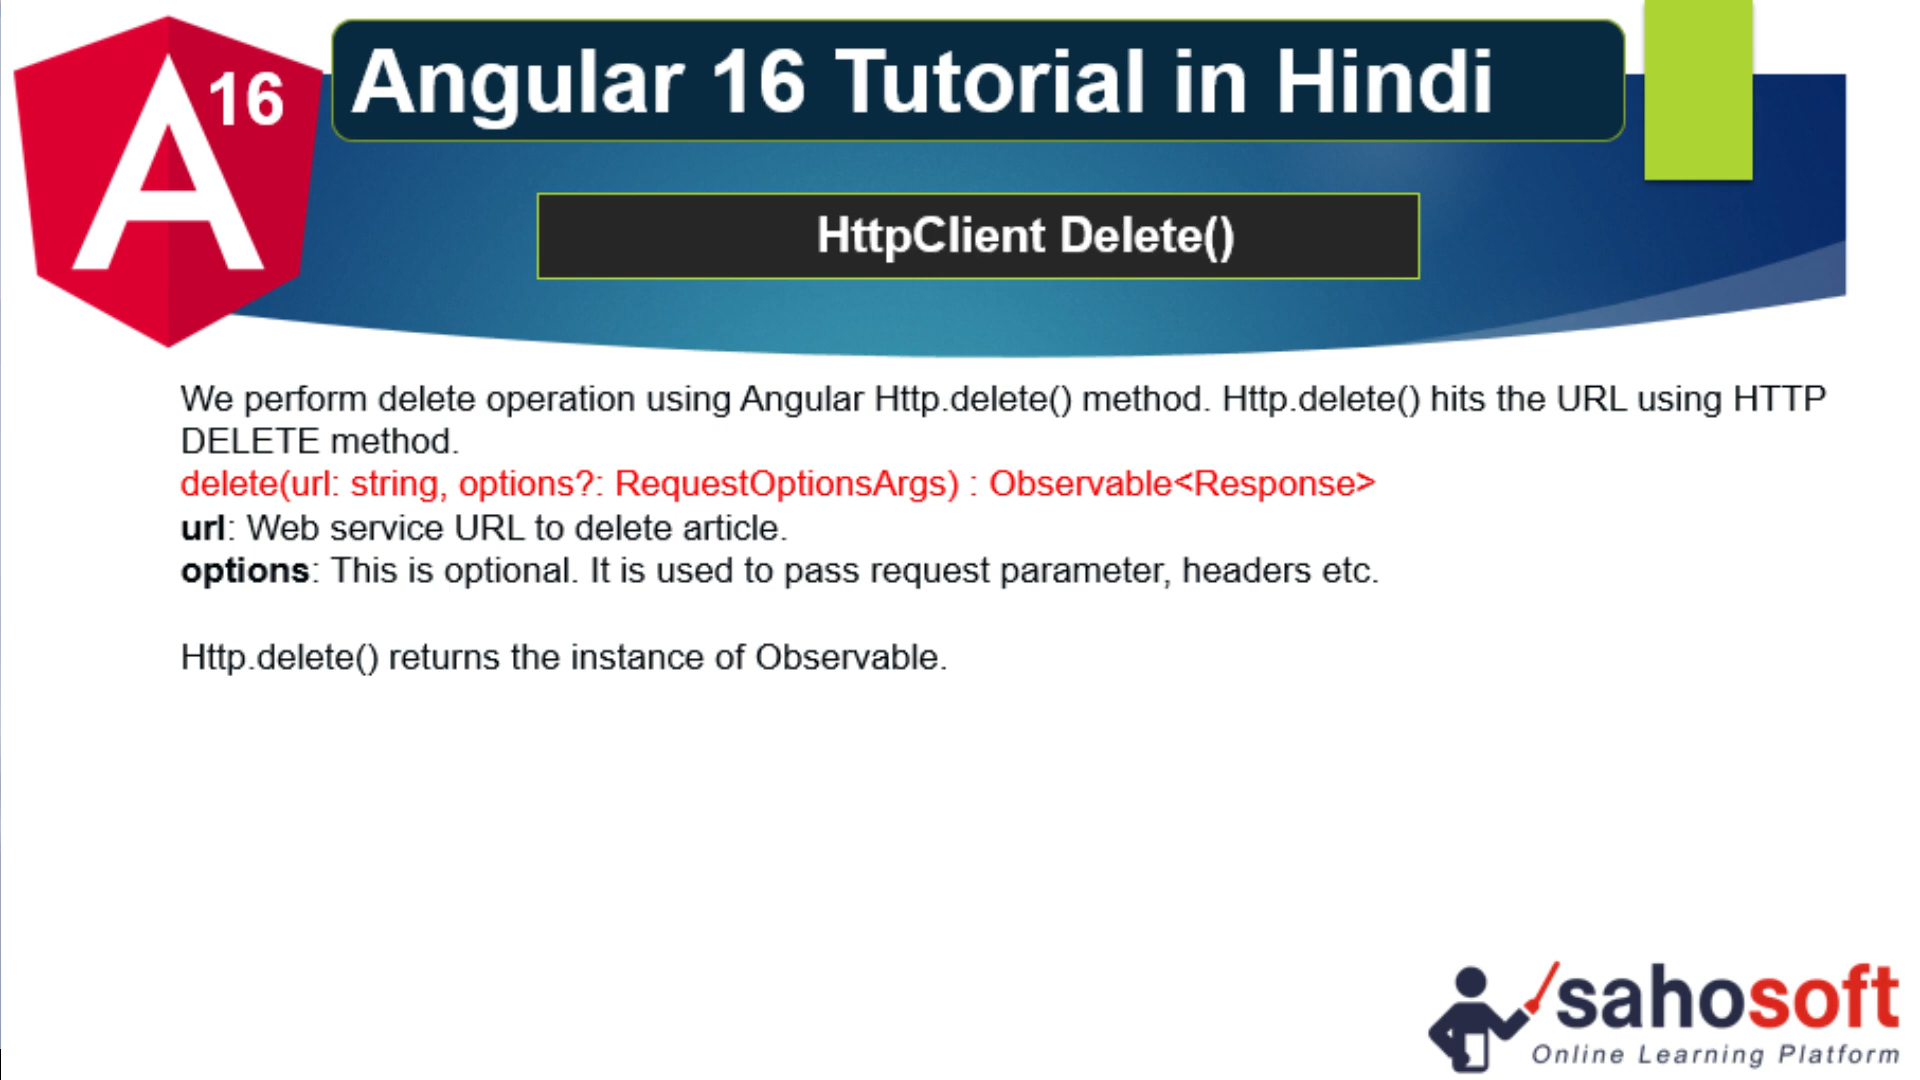 16
Angular 16 Tutorial in Hindi
HttpClient Delete()
We perform delete operation using Angular Http.delete() method. Http.delete() hits the URL using HTTP
DELETE method.
delete(url: string, options?: RequestOptionsArgs) : Observable<Response>
url: Web service URL to delete article.
options: This is optional. It is used to pass request parameter, headers etc.
Http.delete() returns the instance of Observable.
sahosoft
Online Learning Platform